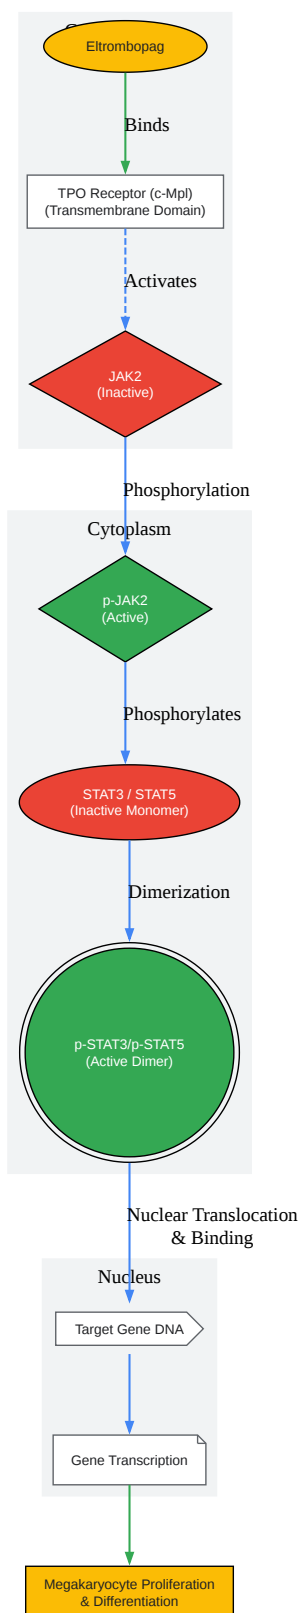 Eltrombopag
Binds
TPO Receptor (c-Mpl)
(Transmembrane Domain)
Activates
JAK2
(Inactive)
Phosphorylation
Cytoplasm
p-JAK2
(Active)
Phosphorylates
STAT3 / STAT5
(Inactive Monomer)
Dimerization
p-STAT3/p-STAT5
(Active Dimer)
Nuclear Translocation
& Binding
Nucleus
Target Gene DNA
Gene Transcription
Megakaryocyte Proliferation
& Differentiation